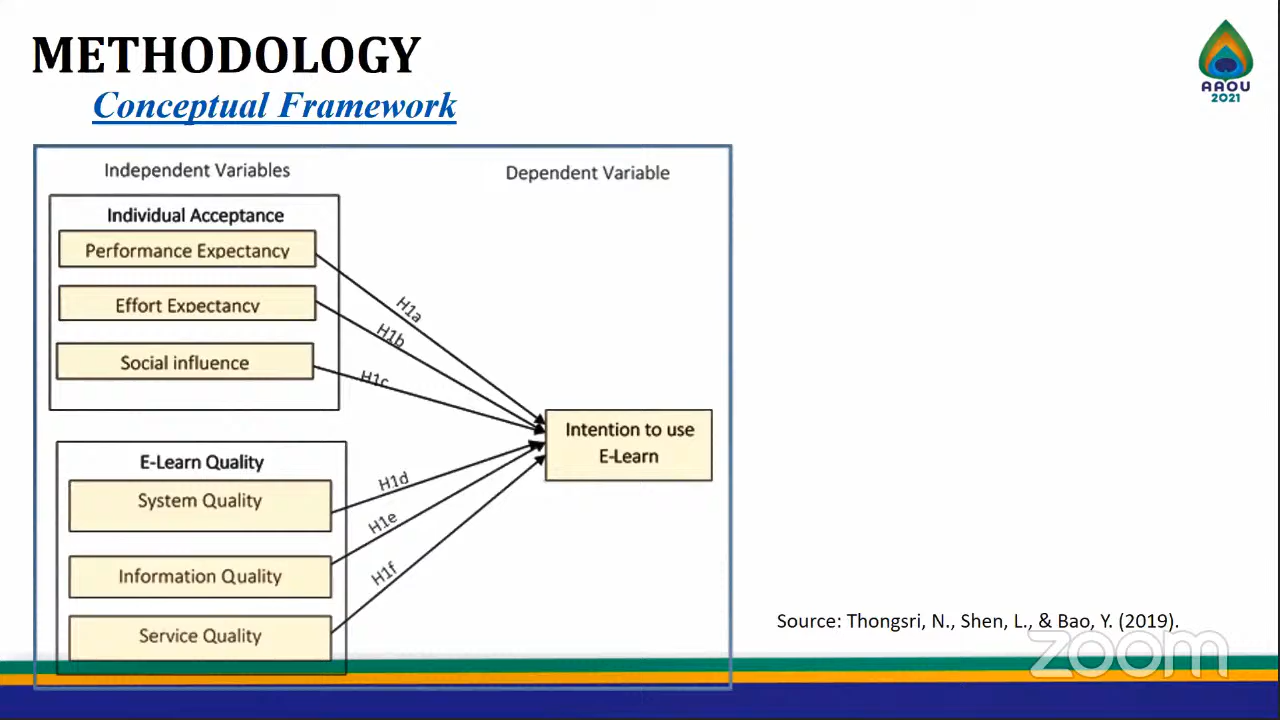 METHODOLOGY
Conceptual Framework
AAOU
2021
Independent Variables
Dependent Variable
Individual Acceptance
Performance Expectancy
Effort Expectancy
Social influence
H1a
H1b
H1c
Intention to use
E-Learn
E-Learn Quality
System Quality
Information Quality
Service Quality
H1d
H1e
H1f
Source: Thongsri, N., Shen, L., & Bao, Y. (2019).
zoom